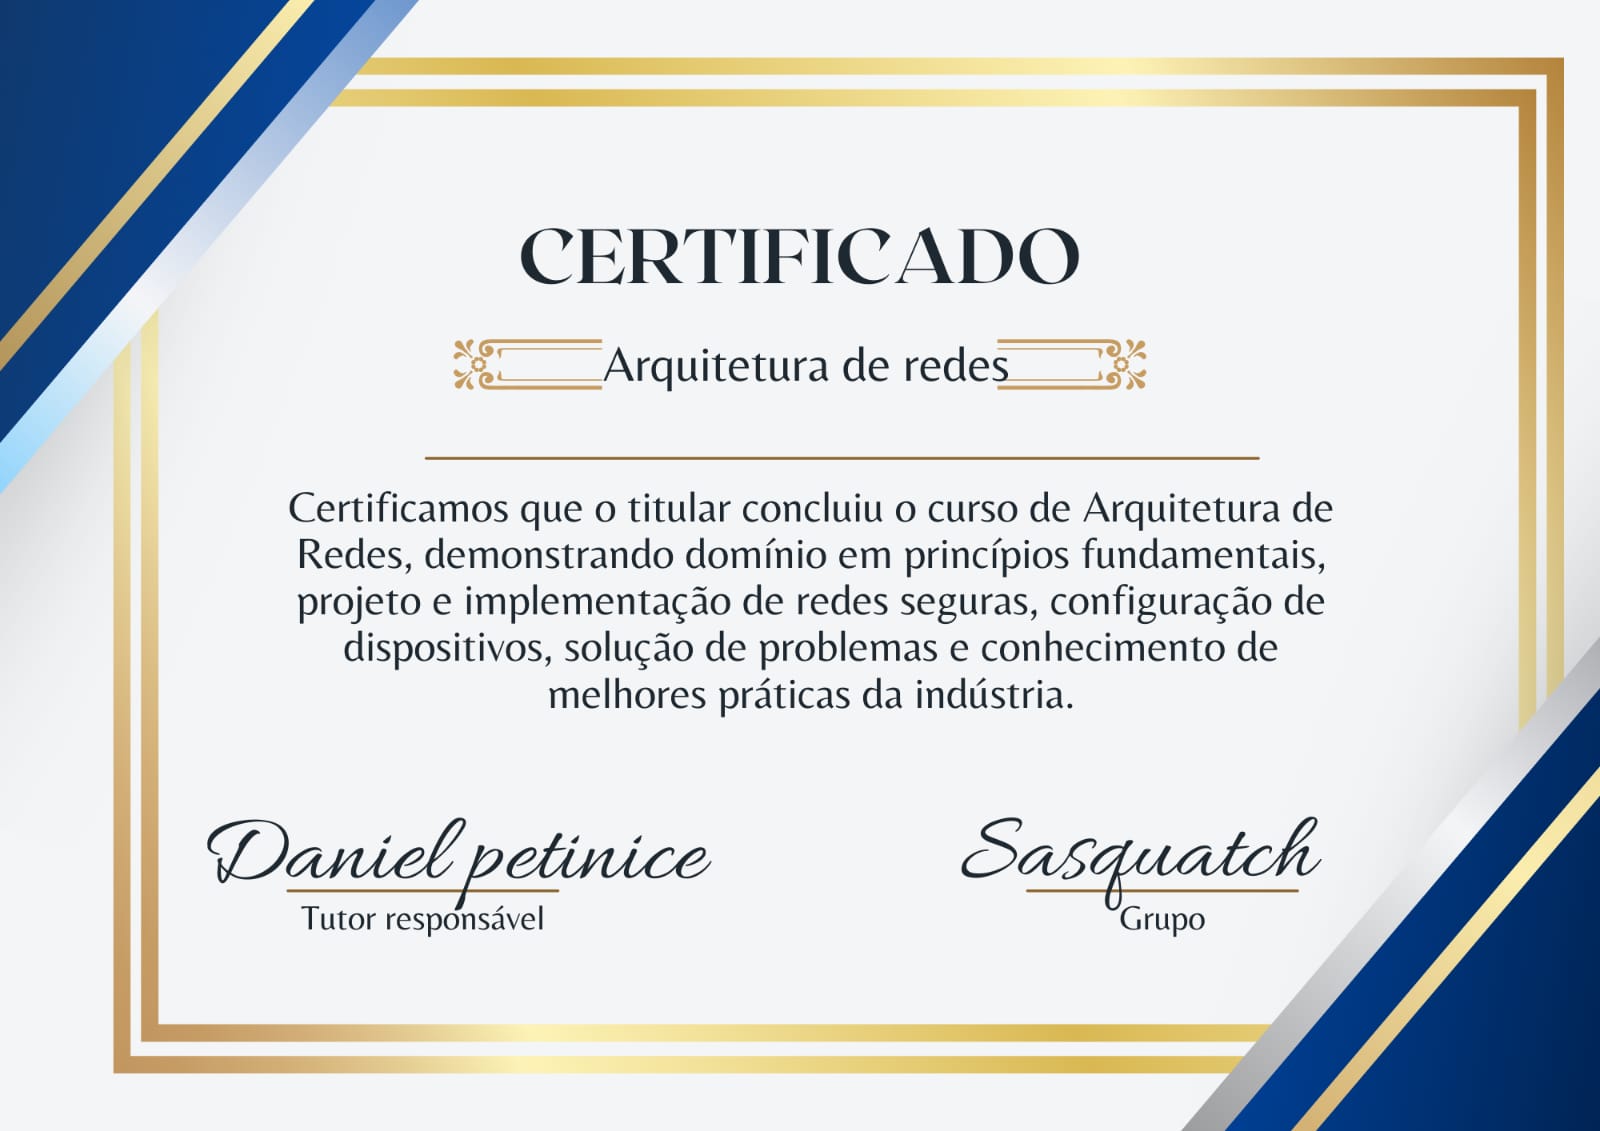 CERTIFICADO
Arquitetura de redes
Certificamos que o titular concluiu o curso de Arquitetura de
Redes, demonstrando domínio em princípios fundamentais,
projeto e implementação de redes seguras, configuração de
dispositivos, solução de problemas e conhecimento de
melhores práticas da indústria.
Daniel petinice
Tutor responsável
Sasquatch
Grupo